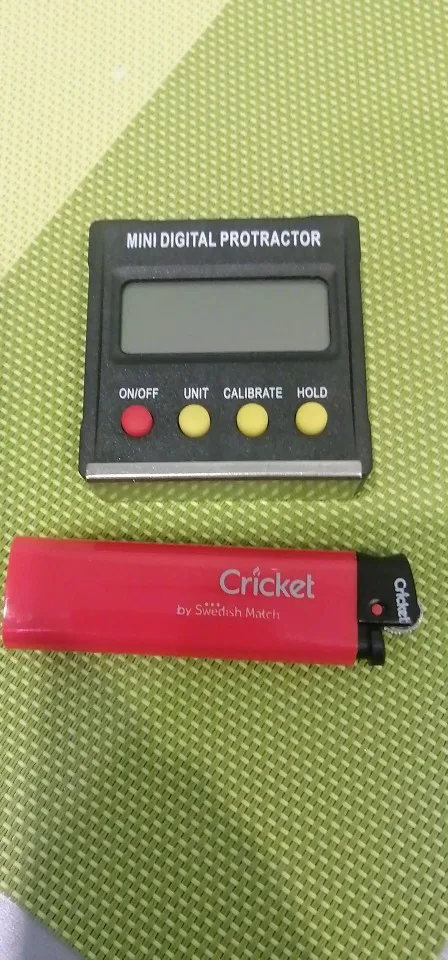 MINI DIGITAL PROTRACTOR
ON/OFF UNIT CALIBRATE HOLD
Cricket
Cricket
by Swedish Match